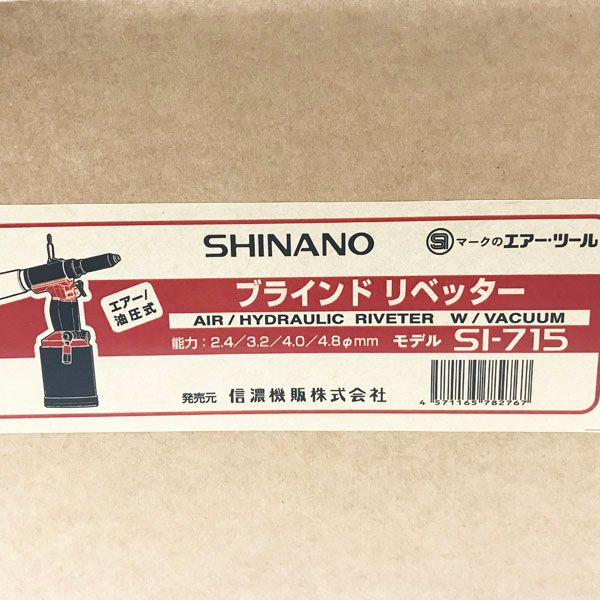 SHINANO
SI マークのエアー・ツール
エアー/
油圧式
ブラインド リベッター
AIR/HYDRAULIC RIVETER W/VACUUM
能力:2.4/3.2/4.0/4.8φmm モデル SI-715
発売元 信濃機販株式会社
4 571165 782767